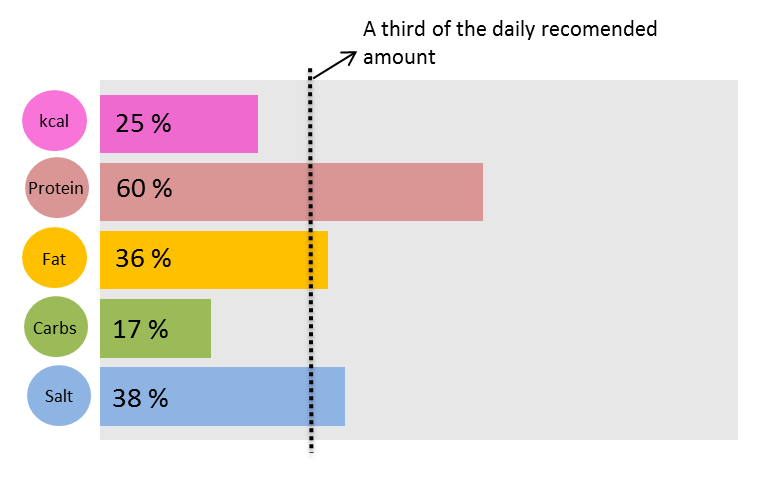 A third of the daily recomended
amount
kcal
25 %
Protein
60 %
Fat
36 %
Carbs
17 %
Salt
38 %